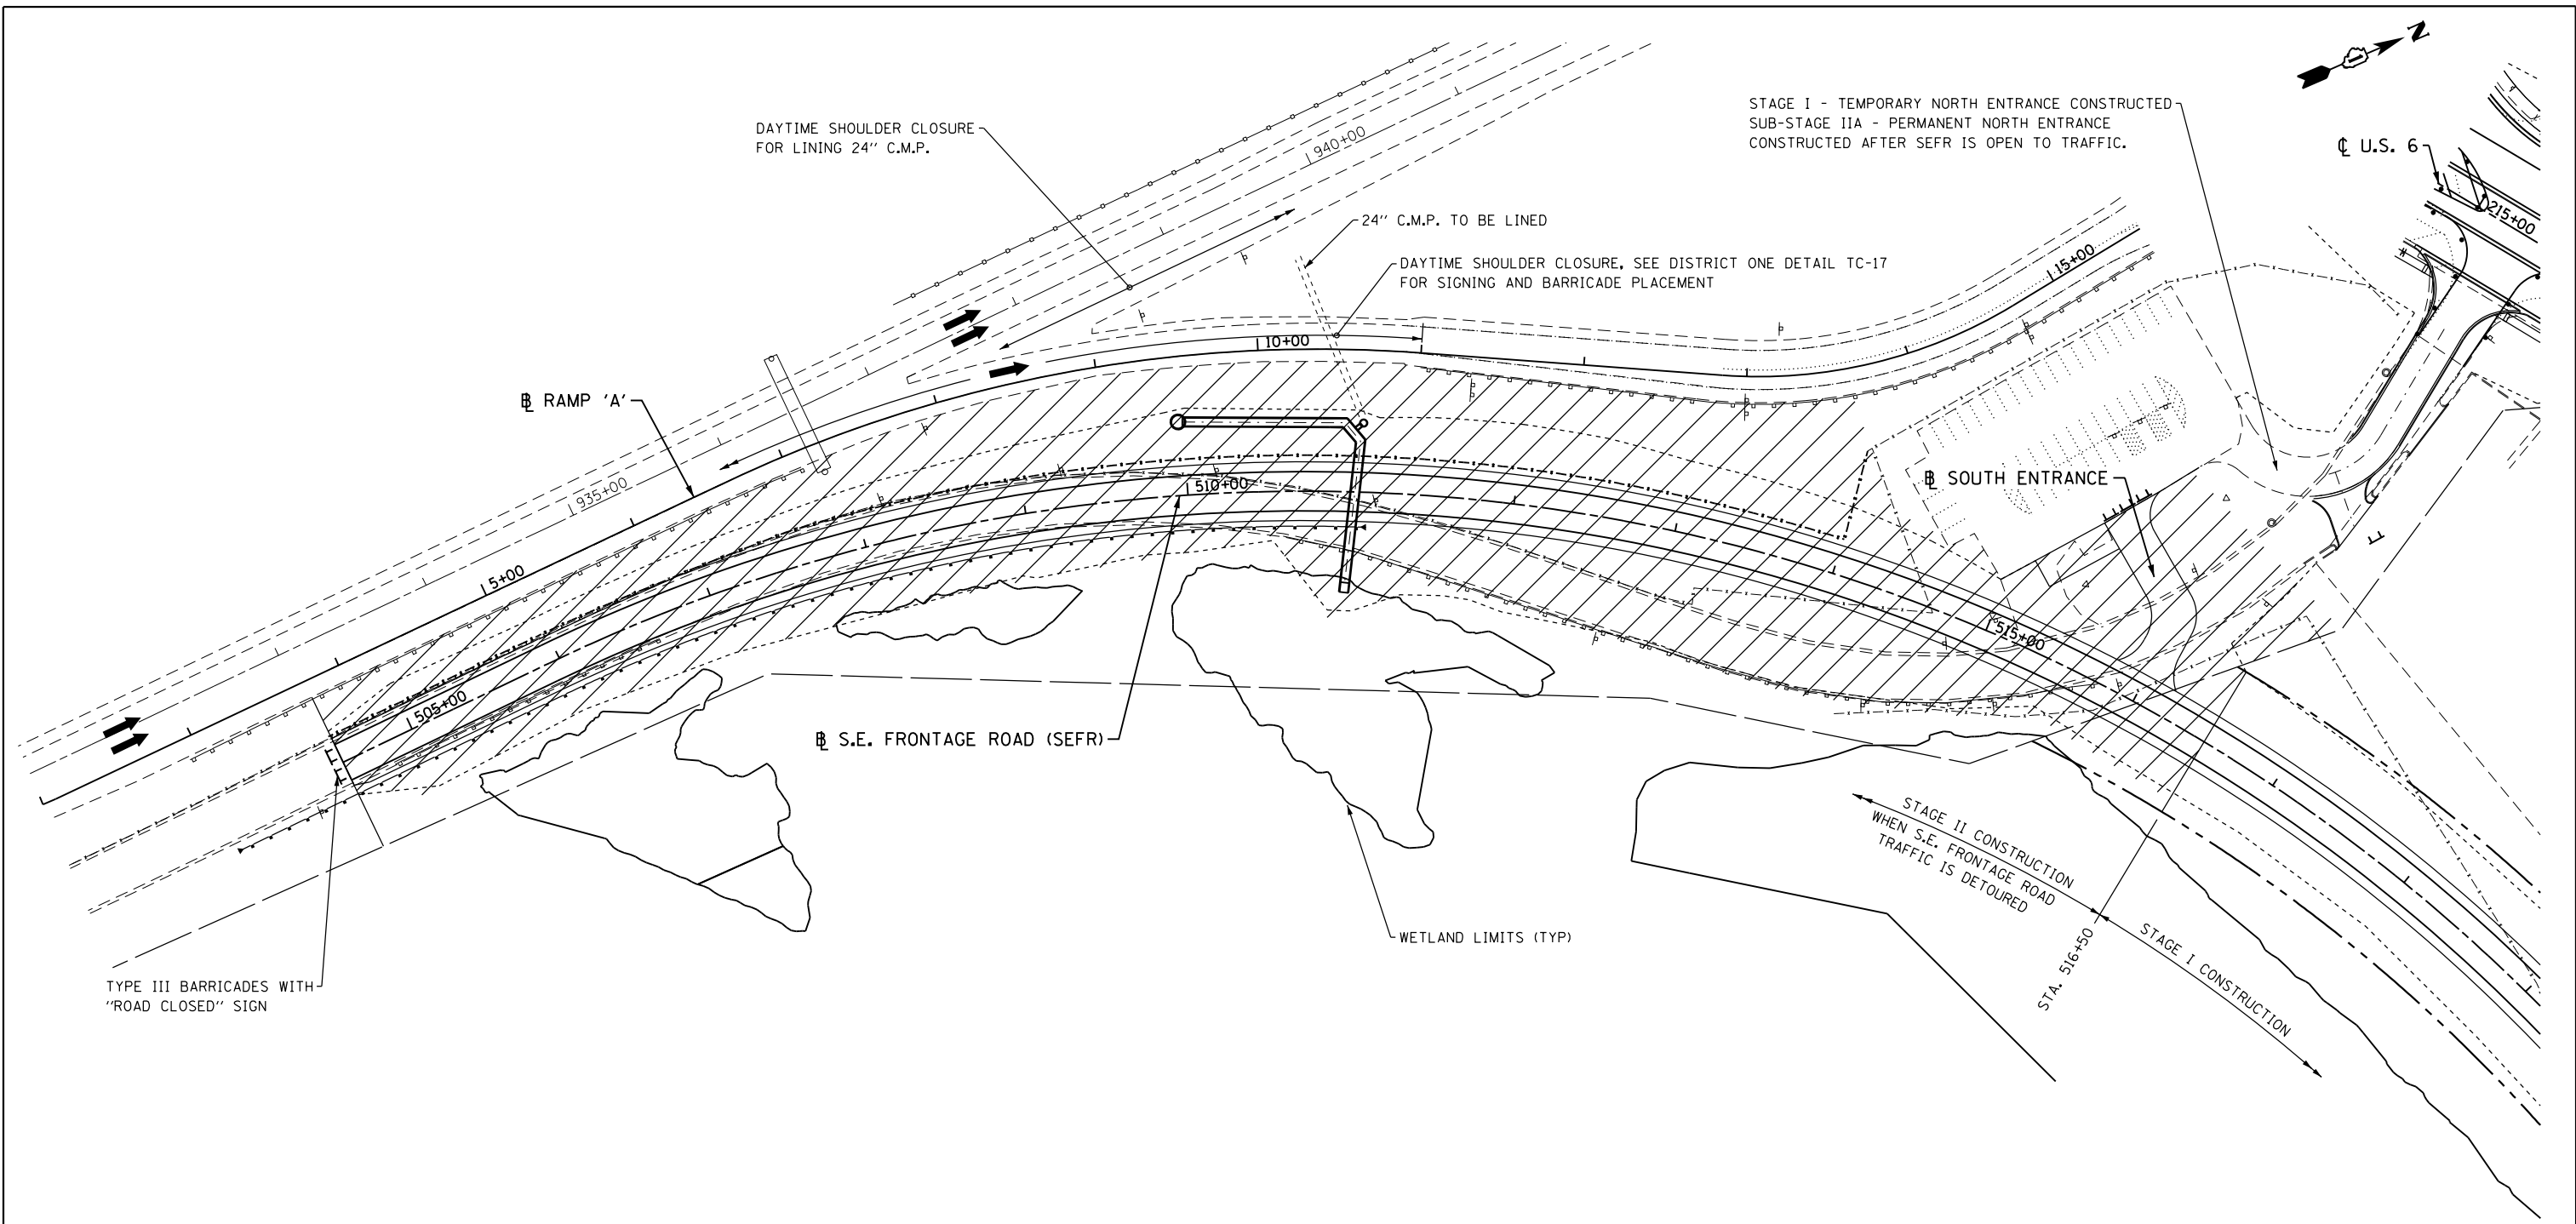 N
STAGE I - TEMPORARY NORTH ENTRANCE CONSTRUCTED
SUB-STAGE IIA - PERMANENT NORTH ENTRANCE
CONSTRUCTED AFTER SEFR IS OPEN TO TRAFFIC.
℄ U.S. 6
215+00
DAYTIME SHOULDER CLOSURE
FOR LINING 24'' C.M.P.
940+00
24'' C.M.P. TO BE LINED
DAYTIME SHOULDER CLOSURE, SEE DISTRICT ONE DETAIL TC-17
FOR SIGNING AND BARRICADE PLACEMENT
15+00
10+00
BL RAMP 'A'
935+00
510+00
BL SOUTH ENTRANCE
5+00
515+00
505+00
BL S.E. FRONTAGE ROAD (SEFR)
STAGE II CONSTRUCTION
WHEN S.E. FRONTAGE ROAD
TRAFFIC IS DETOURED
WETLAND LIMITS (TYP)
STA. 516+50
STAGE I CONSTRUCTION
TYPE III BARRICADES WITH
''ROAD CLOSED'' SIGN